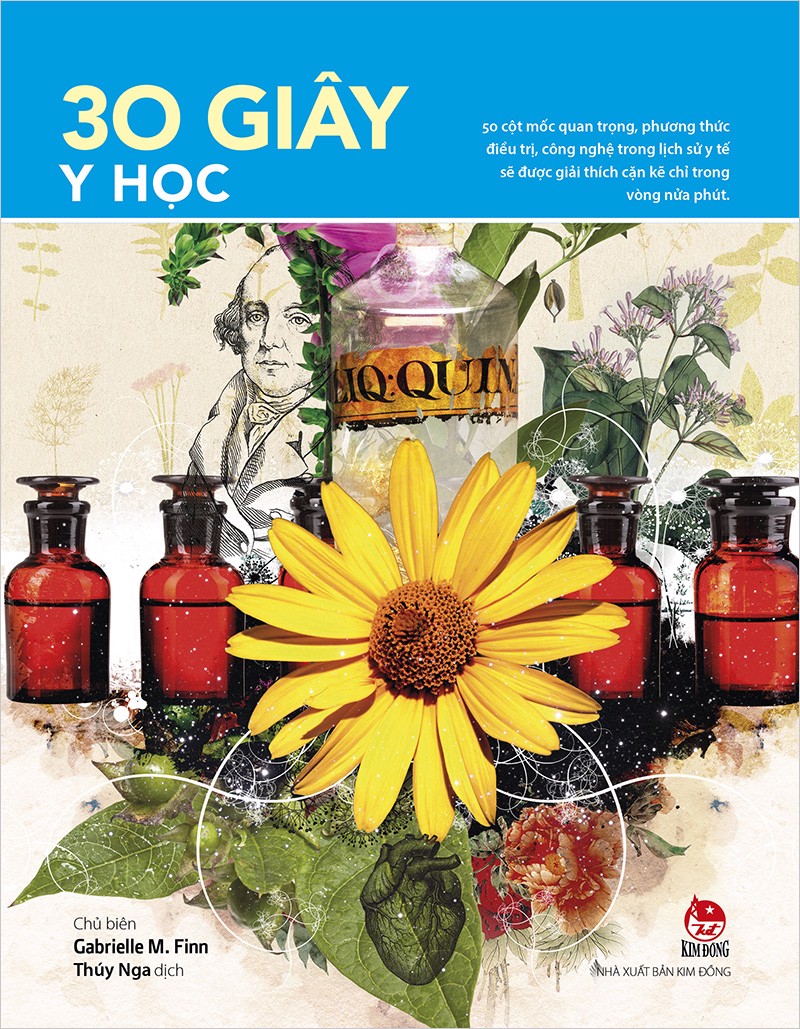 30 GIÂY
Y HỌC
50 cột mốc quan trọng, phương thức
điều trị, công nghệ trong lịch sử y tế
sẽ được giải thích cặn kẽ chỉ trong
vòng nửa phút.
LIQ:QUIN
Chủ biên
Gabrielle M. Finn
Thúy Nga dịch
KIM ĐỒNG
NHÀ XUẤT BẢN KIM ĐỒNG